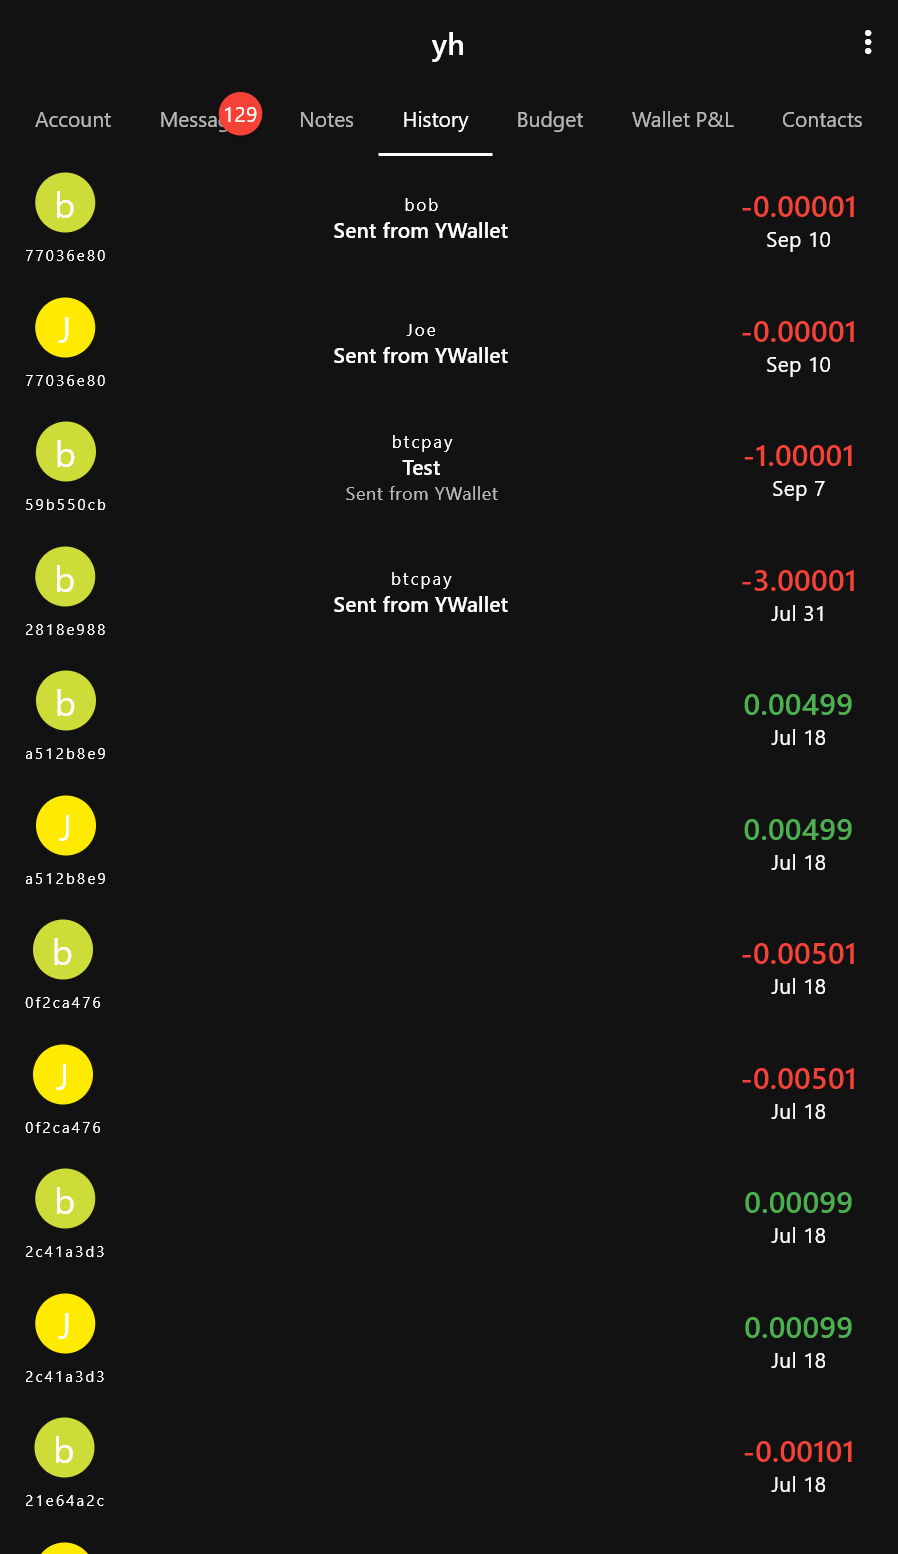 yh
Account Messag 129 Notes History Budget Wallet P&L Contacts
b
77036e80
bob
Sent from YWallet
-0.00001
Sep 10
J
77036e80
Joe
Sent from YWallet
-0.00001
Sep 10
b
59b550cb
btcpay
Test
Sent from YWallet
-1.00001
Sep 7
b
2818e988
btcpay
Sent from YWallet
-3.00001
Jul 31
b
a512b8e9
0.00499
Jul 18
J
a512b8e9
0.00499
Jul 18
b
0f2ca476
-0.00501
Jul 18
J
0f2ca476
-0.00501
Jul 18
b
2c41a3d3
0.00099
Jul 18
J
2c41a3d3
0.00099
Jul 18
b
21e64a2c
-0.00101
Jul 18